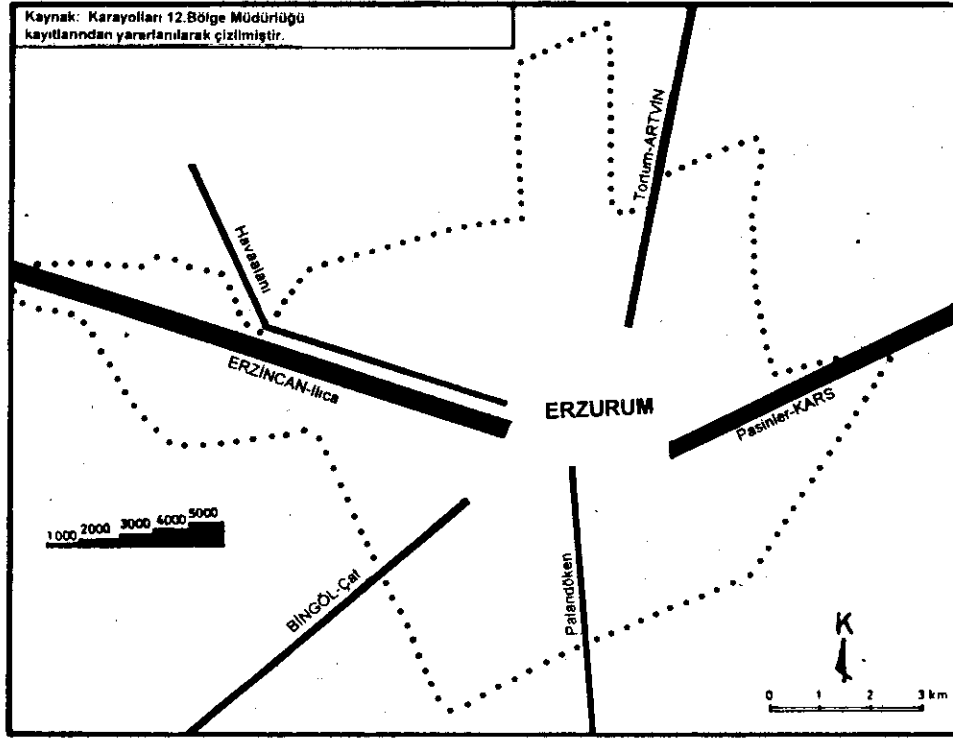 Kaynak: Karayolları 12.Bölge Müdürlüğü
kayıtlarından yararlanılarak çizilmiştir.
Tortum-ARTVİN
Havaalanı
ERZİNCAN-Ilıca
ERZURUM
Pasinler-KARS
1000 2000 3000 4000 5000
BİNGÖL-Çat
Palandöken
K
0 1 2 3 km